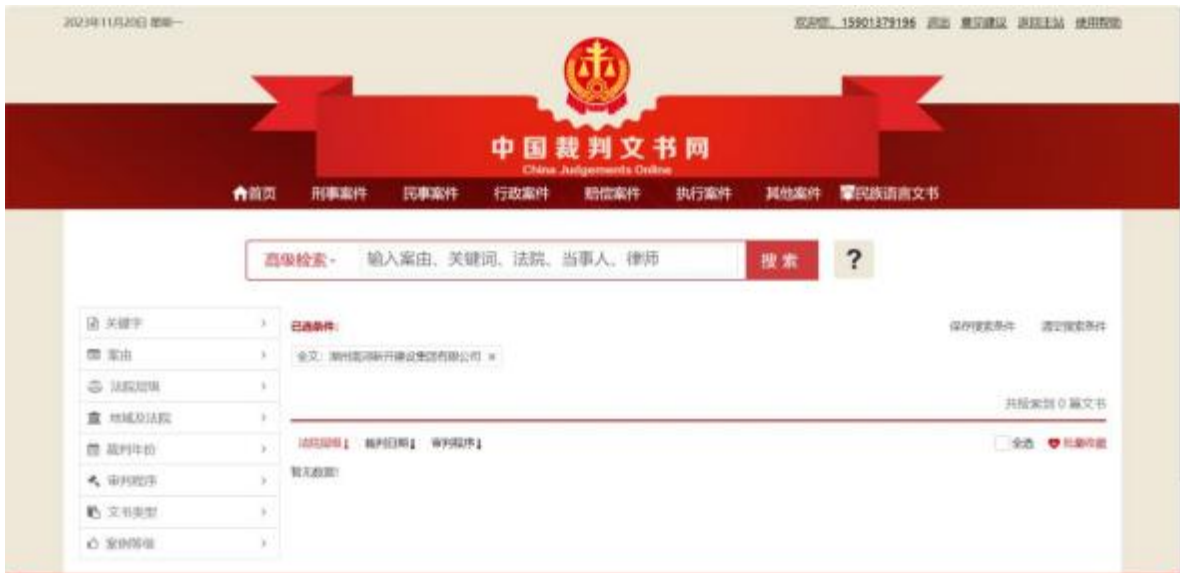 2023年11月20日 星期一
欢迎您，15901379196 退出 意见建议 返回主站 使用帮助
中国裁判文书网
China Judgements Online
首页 刑事案件 民事案件 行政案件 赔偿案件 执行案件 其他案件 民族语言文书
高级检索 输入案由、关键词、法院、当事人、律师 搜索 ?
关键字
已选条件:
保存搜索条件 清空搜索条件
案由
法院层级
共检索到 0 篇文书
地域及法院
法院层级 裁判日期 审判程序
全选 批量收藏
裁判年份
暂无数据!
审判程序
文书类型
案例等级